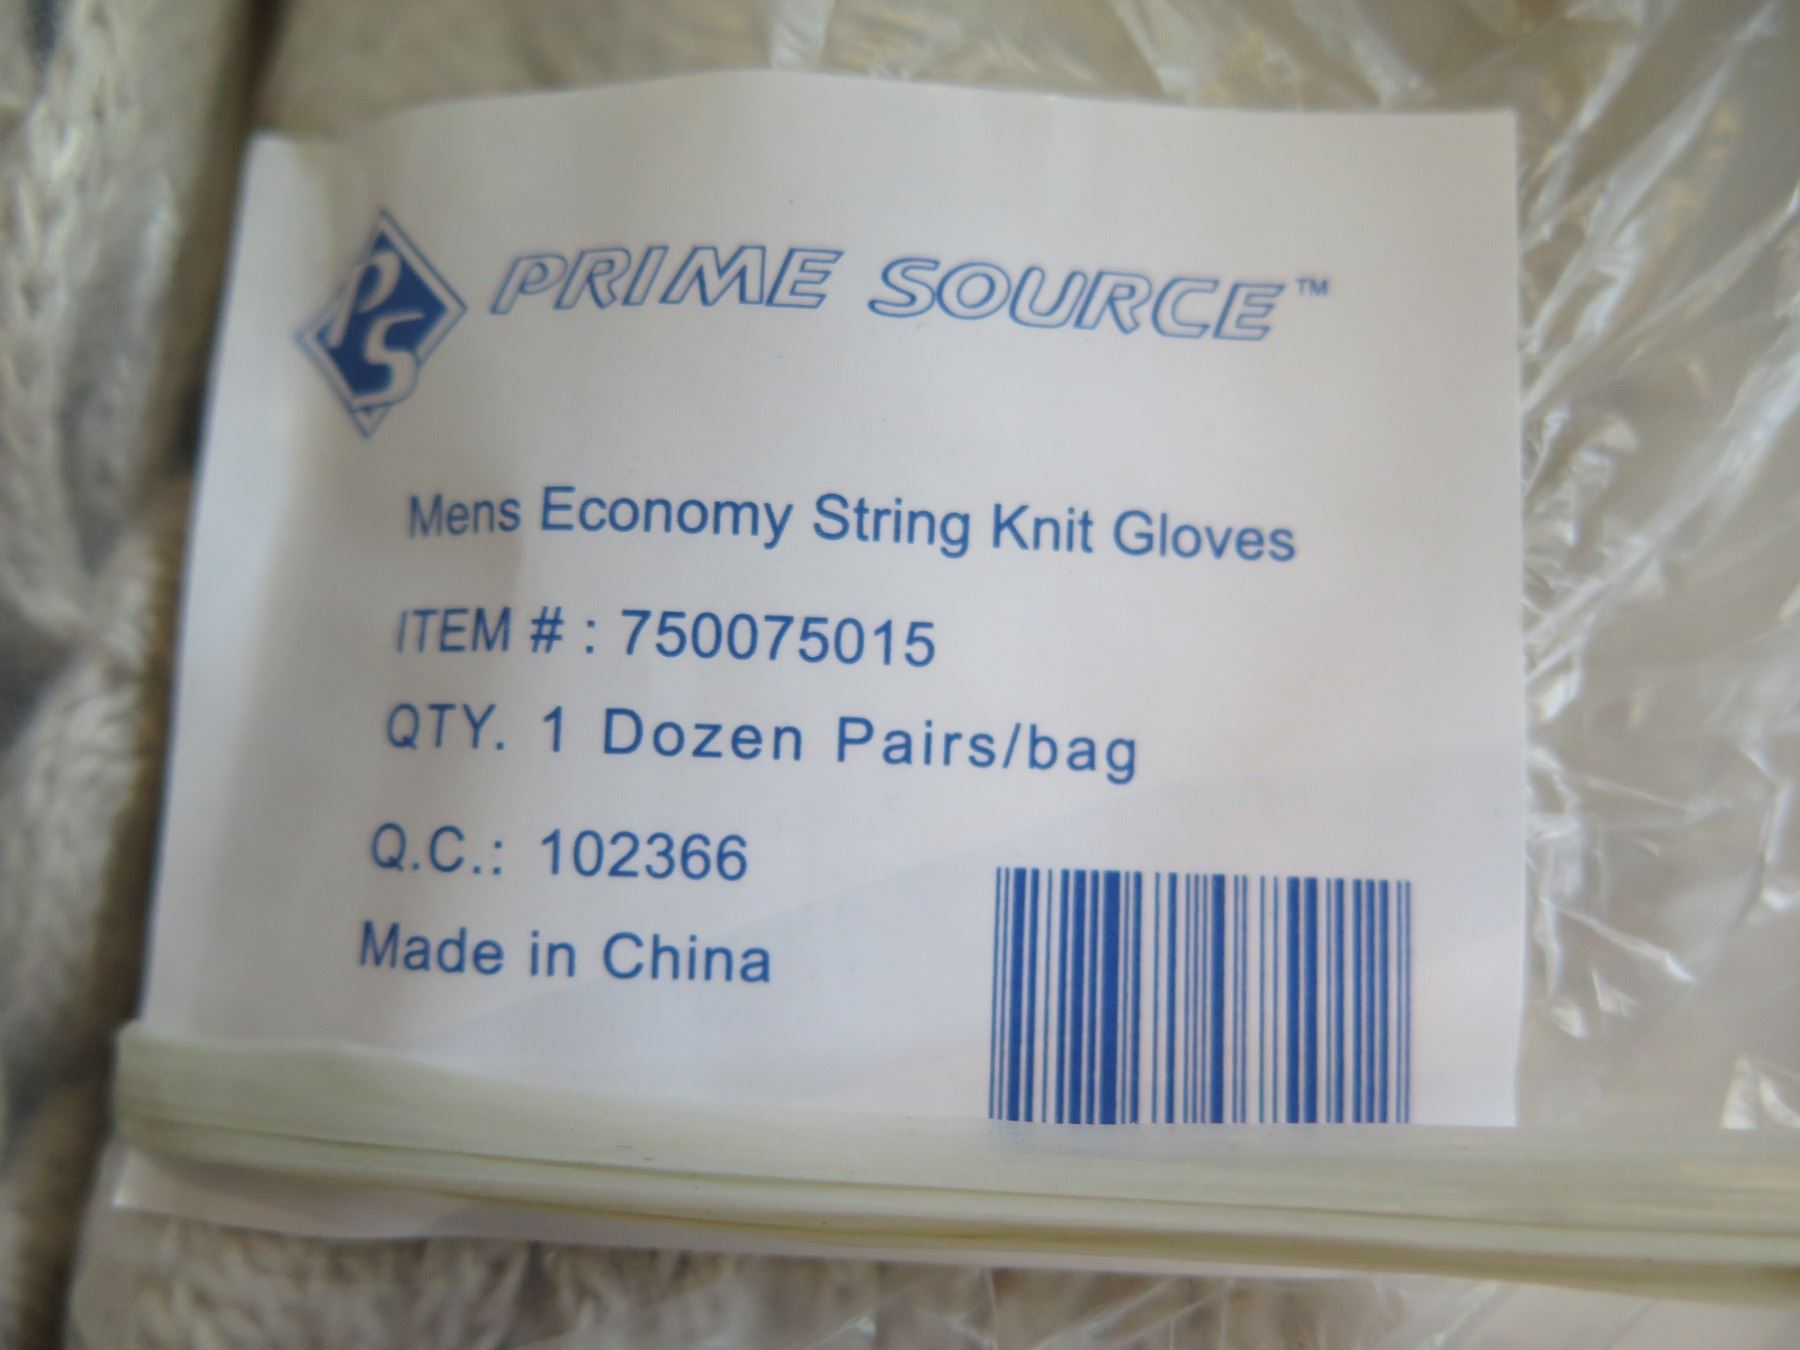 PS PRIME SOURCE™
Mens Economy String Knit Gloves
ITEM # : 750075015
QTY. 1 Dozen Pairs/bag
Q.C.: 102366
Made in China